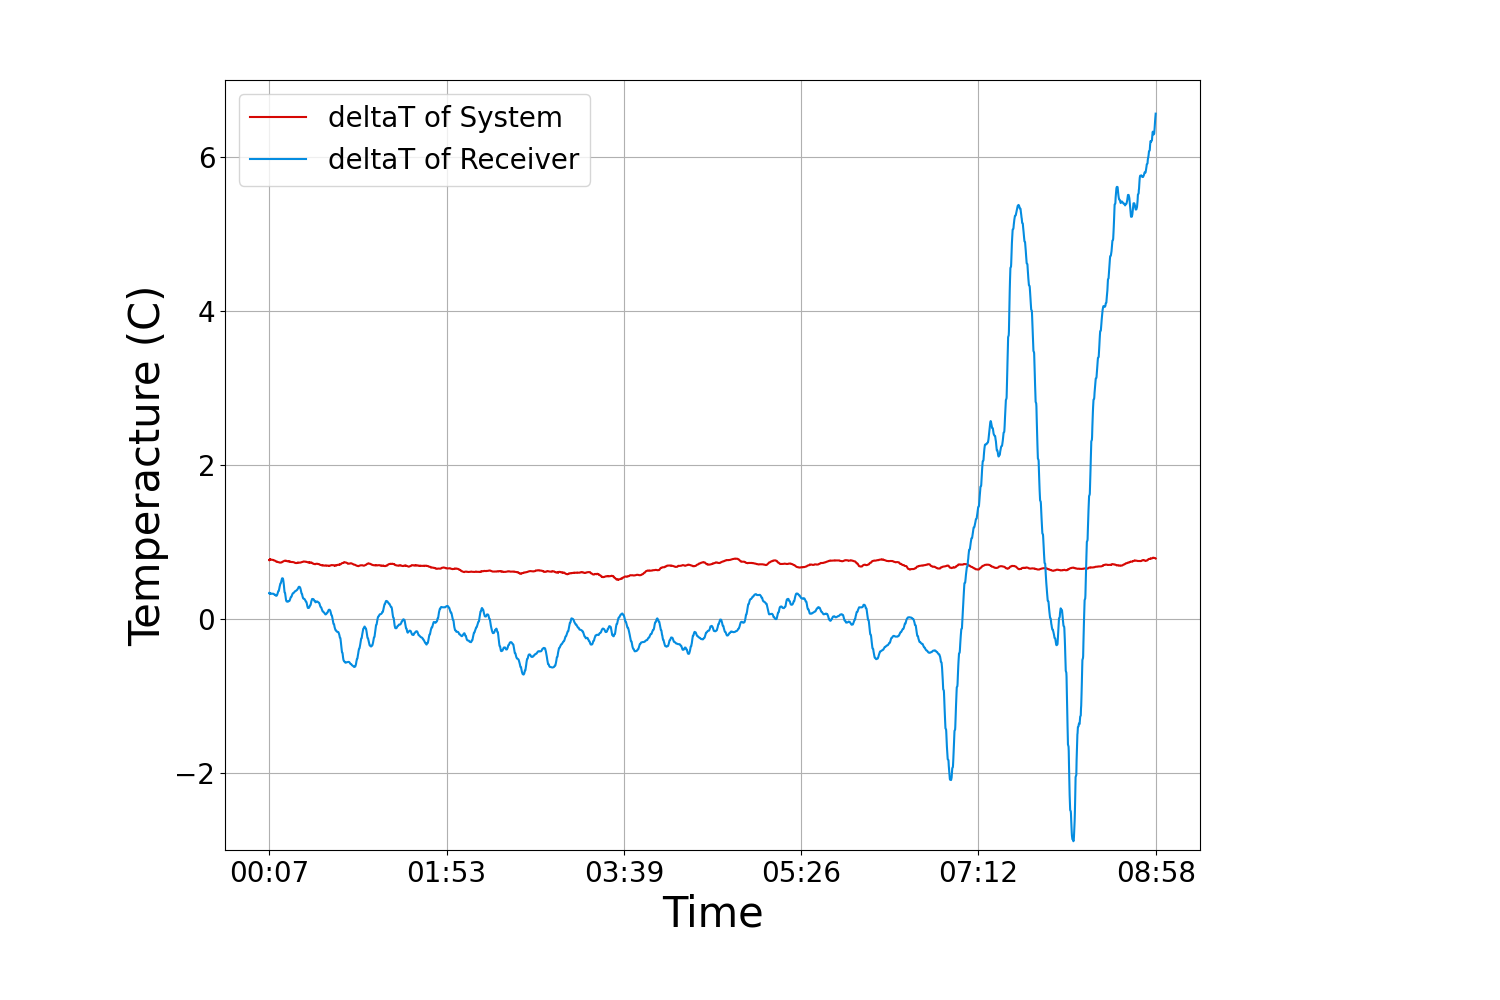 deltaT of System
deltaT of Receiver
6
4
2
0
−2
Temperacture (C)
00:07 01:53 03:39 05:26 07:12 08:58
Time